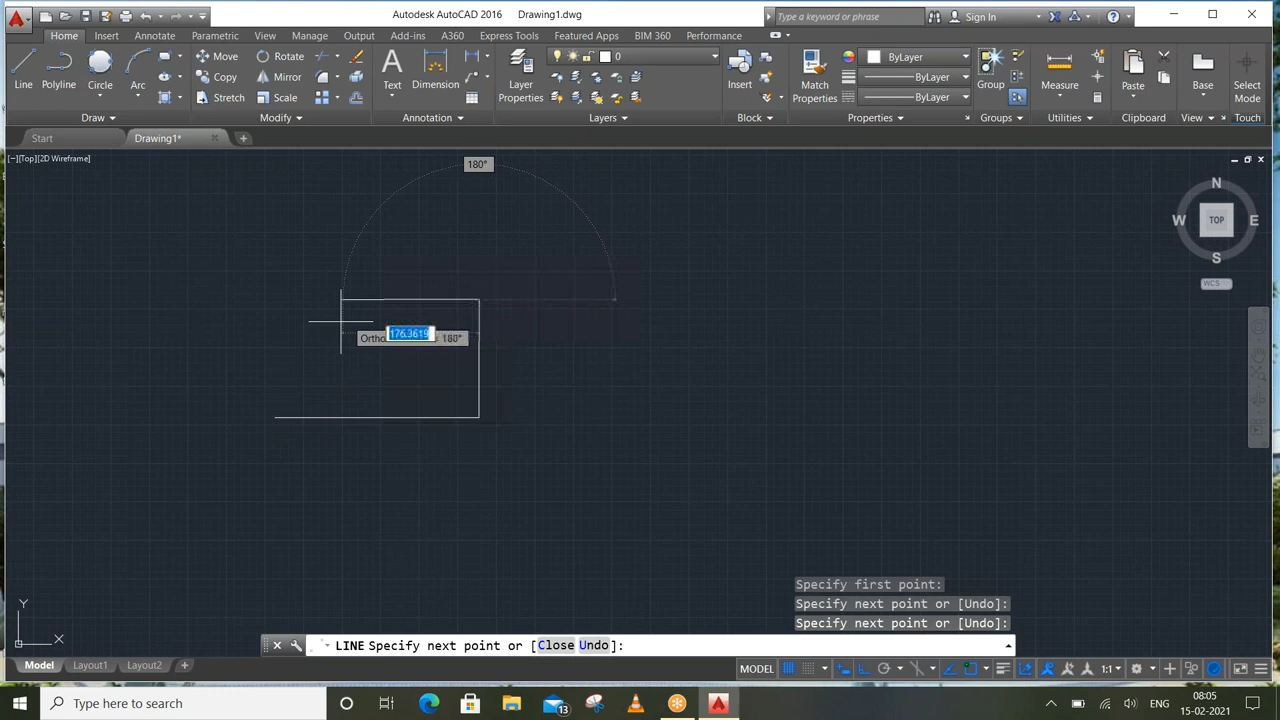 Autodesk AutoCAD 2016 Drawing1.dwg
Type a keyword or phrase
Sign In
Home Insert Annotate Parametric View Manage Output Add-ins A360 Express Tools Featured Apps BIM 360 Performance
Line Polyline Circle Arc
Move Rotate
Copy Mirror
Stretch Scale
Text Dimension
Layer Properties
0
Insert
Match Properties
ByLayer
ByLayer
ByLayer
Group
Measure
Paste
Base
Select Mode
Draw Modify Annotation Layers Block Properties Groups Utilities Clipboard View Touch
Start Drawing1*
[−][Top][2D Wireframe]
180°
N
W TOP E
S
WCS
176.3619
Ortho: 180°
Y
X
Specify first point:
Specify next point or [Undo]:
Specify next point or [Undo]:
LINE Specify next point or [Close Undo]:
Model Layout1 Layout2
MODEL 1:1
Type here to search
13
ENG
08:05
15-02-2021